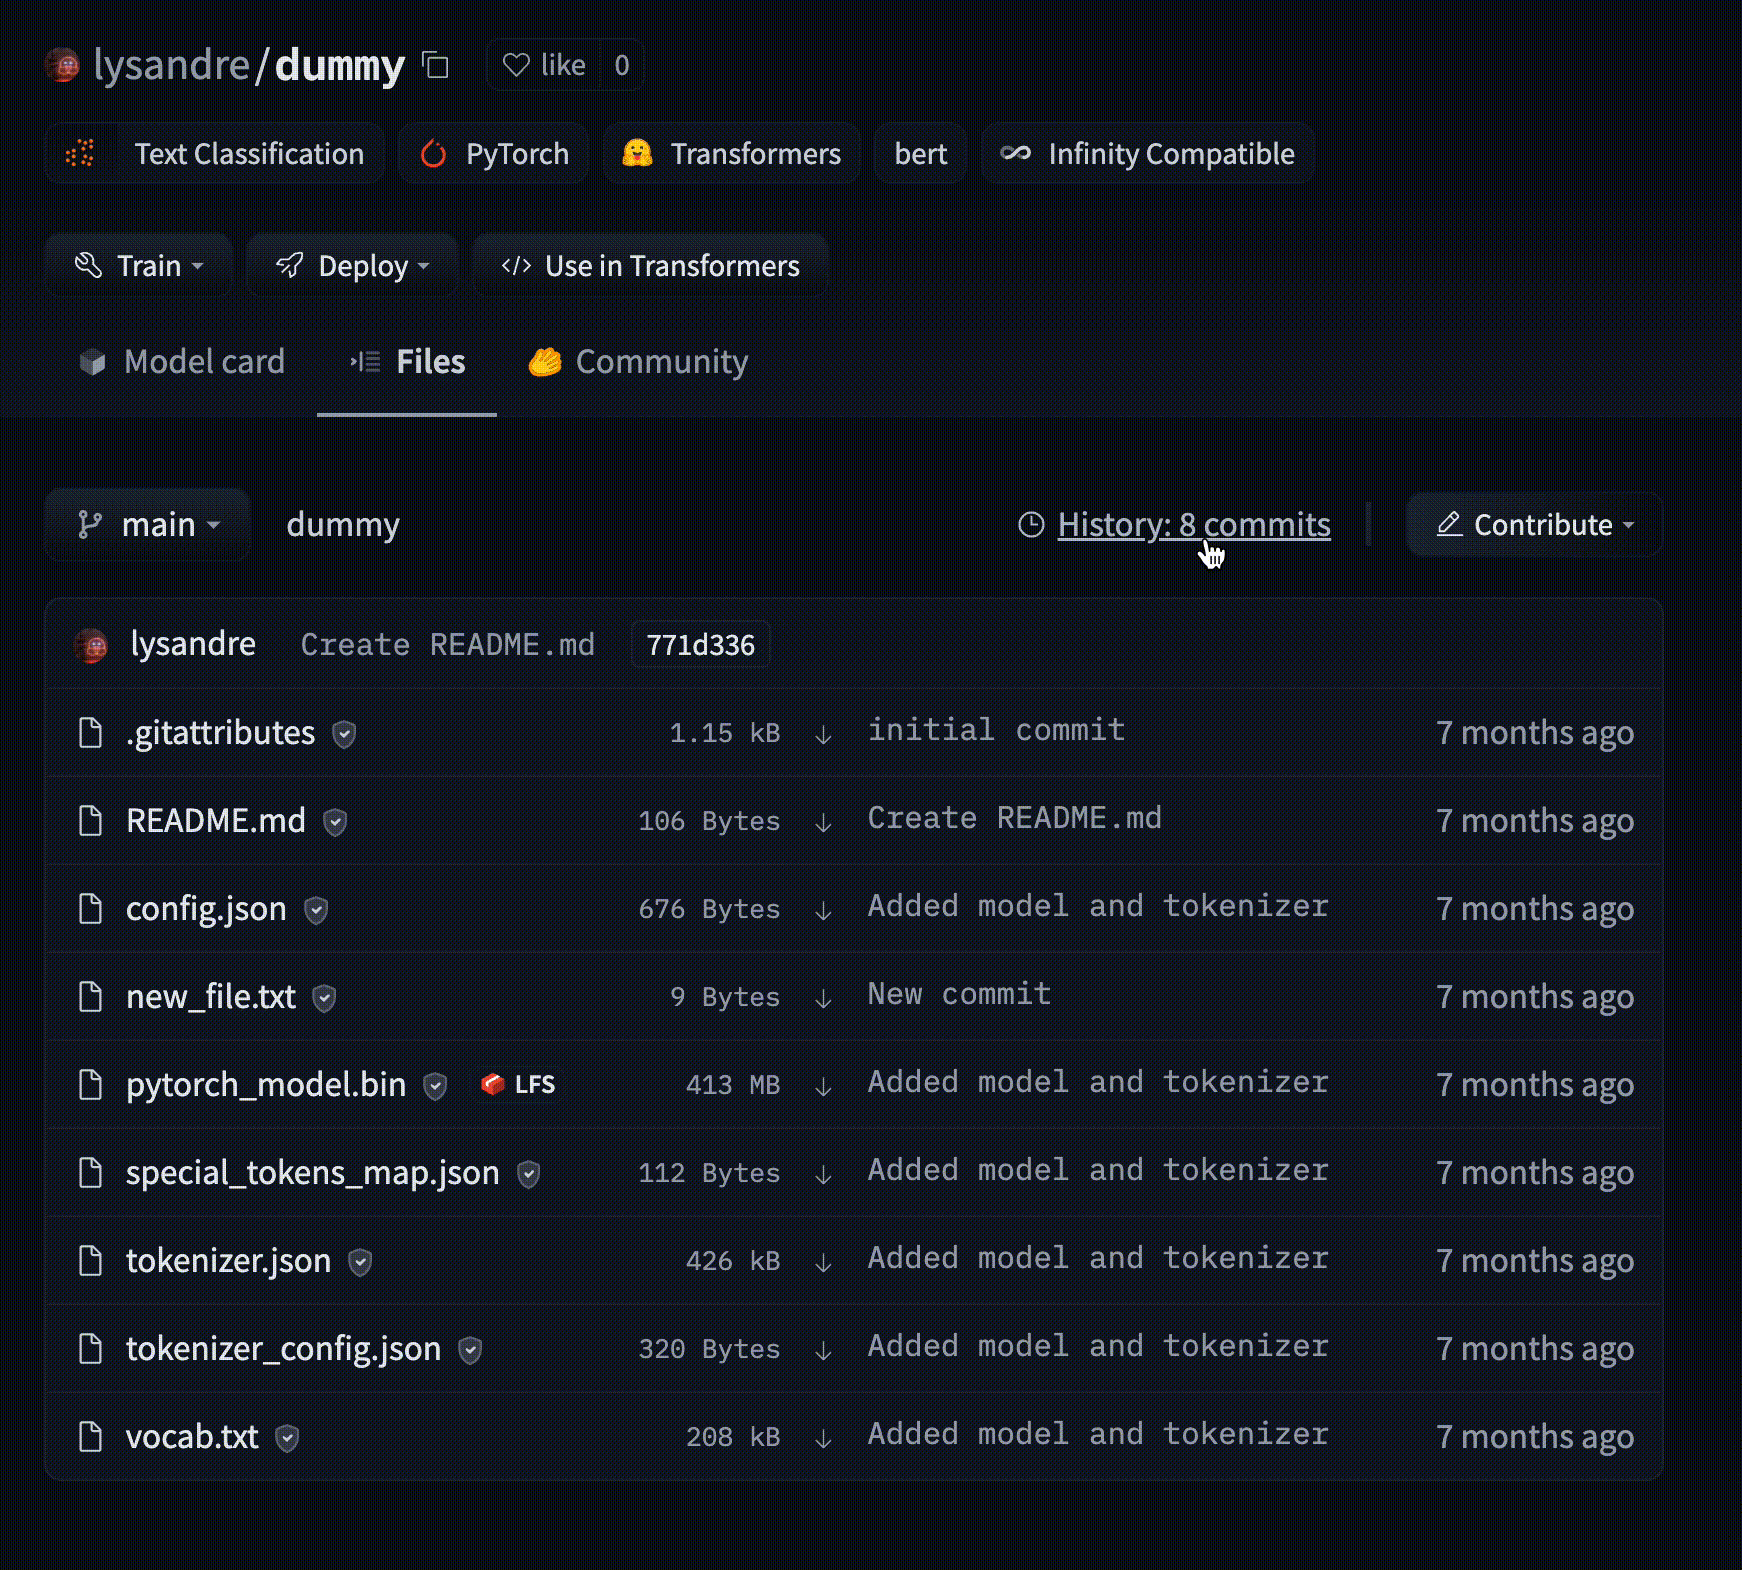 lysandre/dummy like 0
Text Classification PyTorch Transformers bert Infinity Compatible
Train Deploy </> Use in Transformers
Model card Files Community
main dummy History: 8 commits Contribute
lysandre Create README.md 771d336
.gitattributes 1.15 kB initial commit 7 months ago
README.md 106 Bytes Create README.md 7 months ago
config.json 676 Bytes Added model and tokenizer 7 months ago
new_file.txt 9 Bytes New commit 7 months ago
pytorch_model.bin LFS 413 MB Added model and tokenizer 7 months ago
special_tokens_map.json 112 Bytes Added model and tokenizer 7 months ago
tokenizer.json 426 kB Added model and tokenizer 7 months ago
tokenizer_config.json 320 Bytes Added model and tokenizer 7 months ago
vocab.txt 208 kB Added model and tokenizer 7 months ago